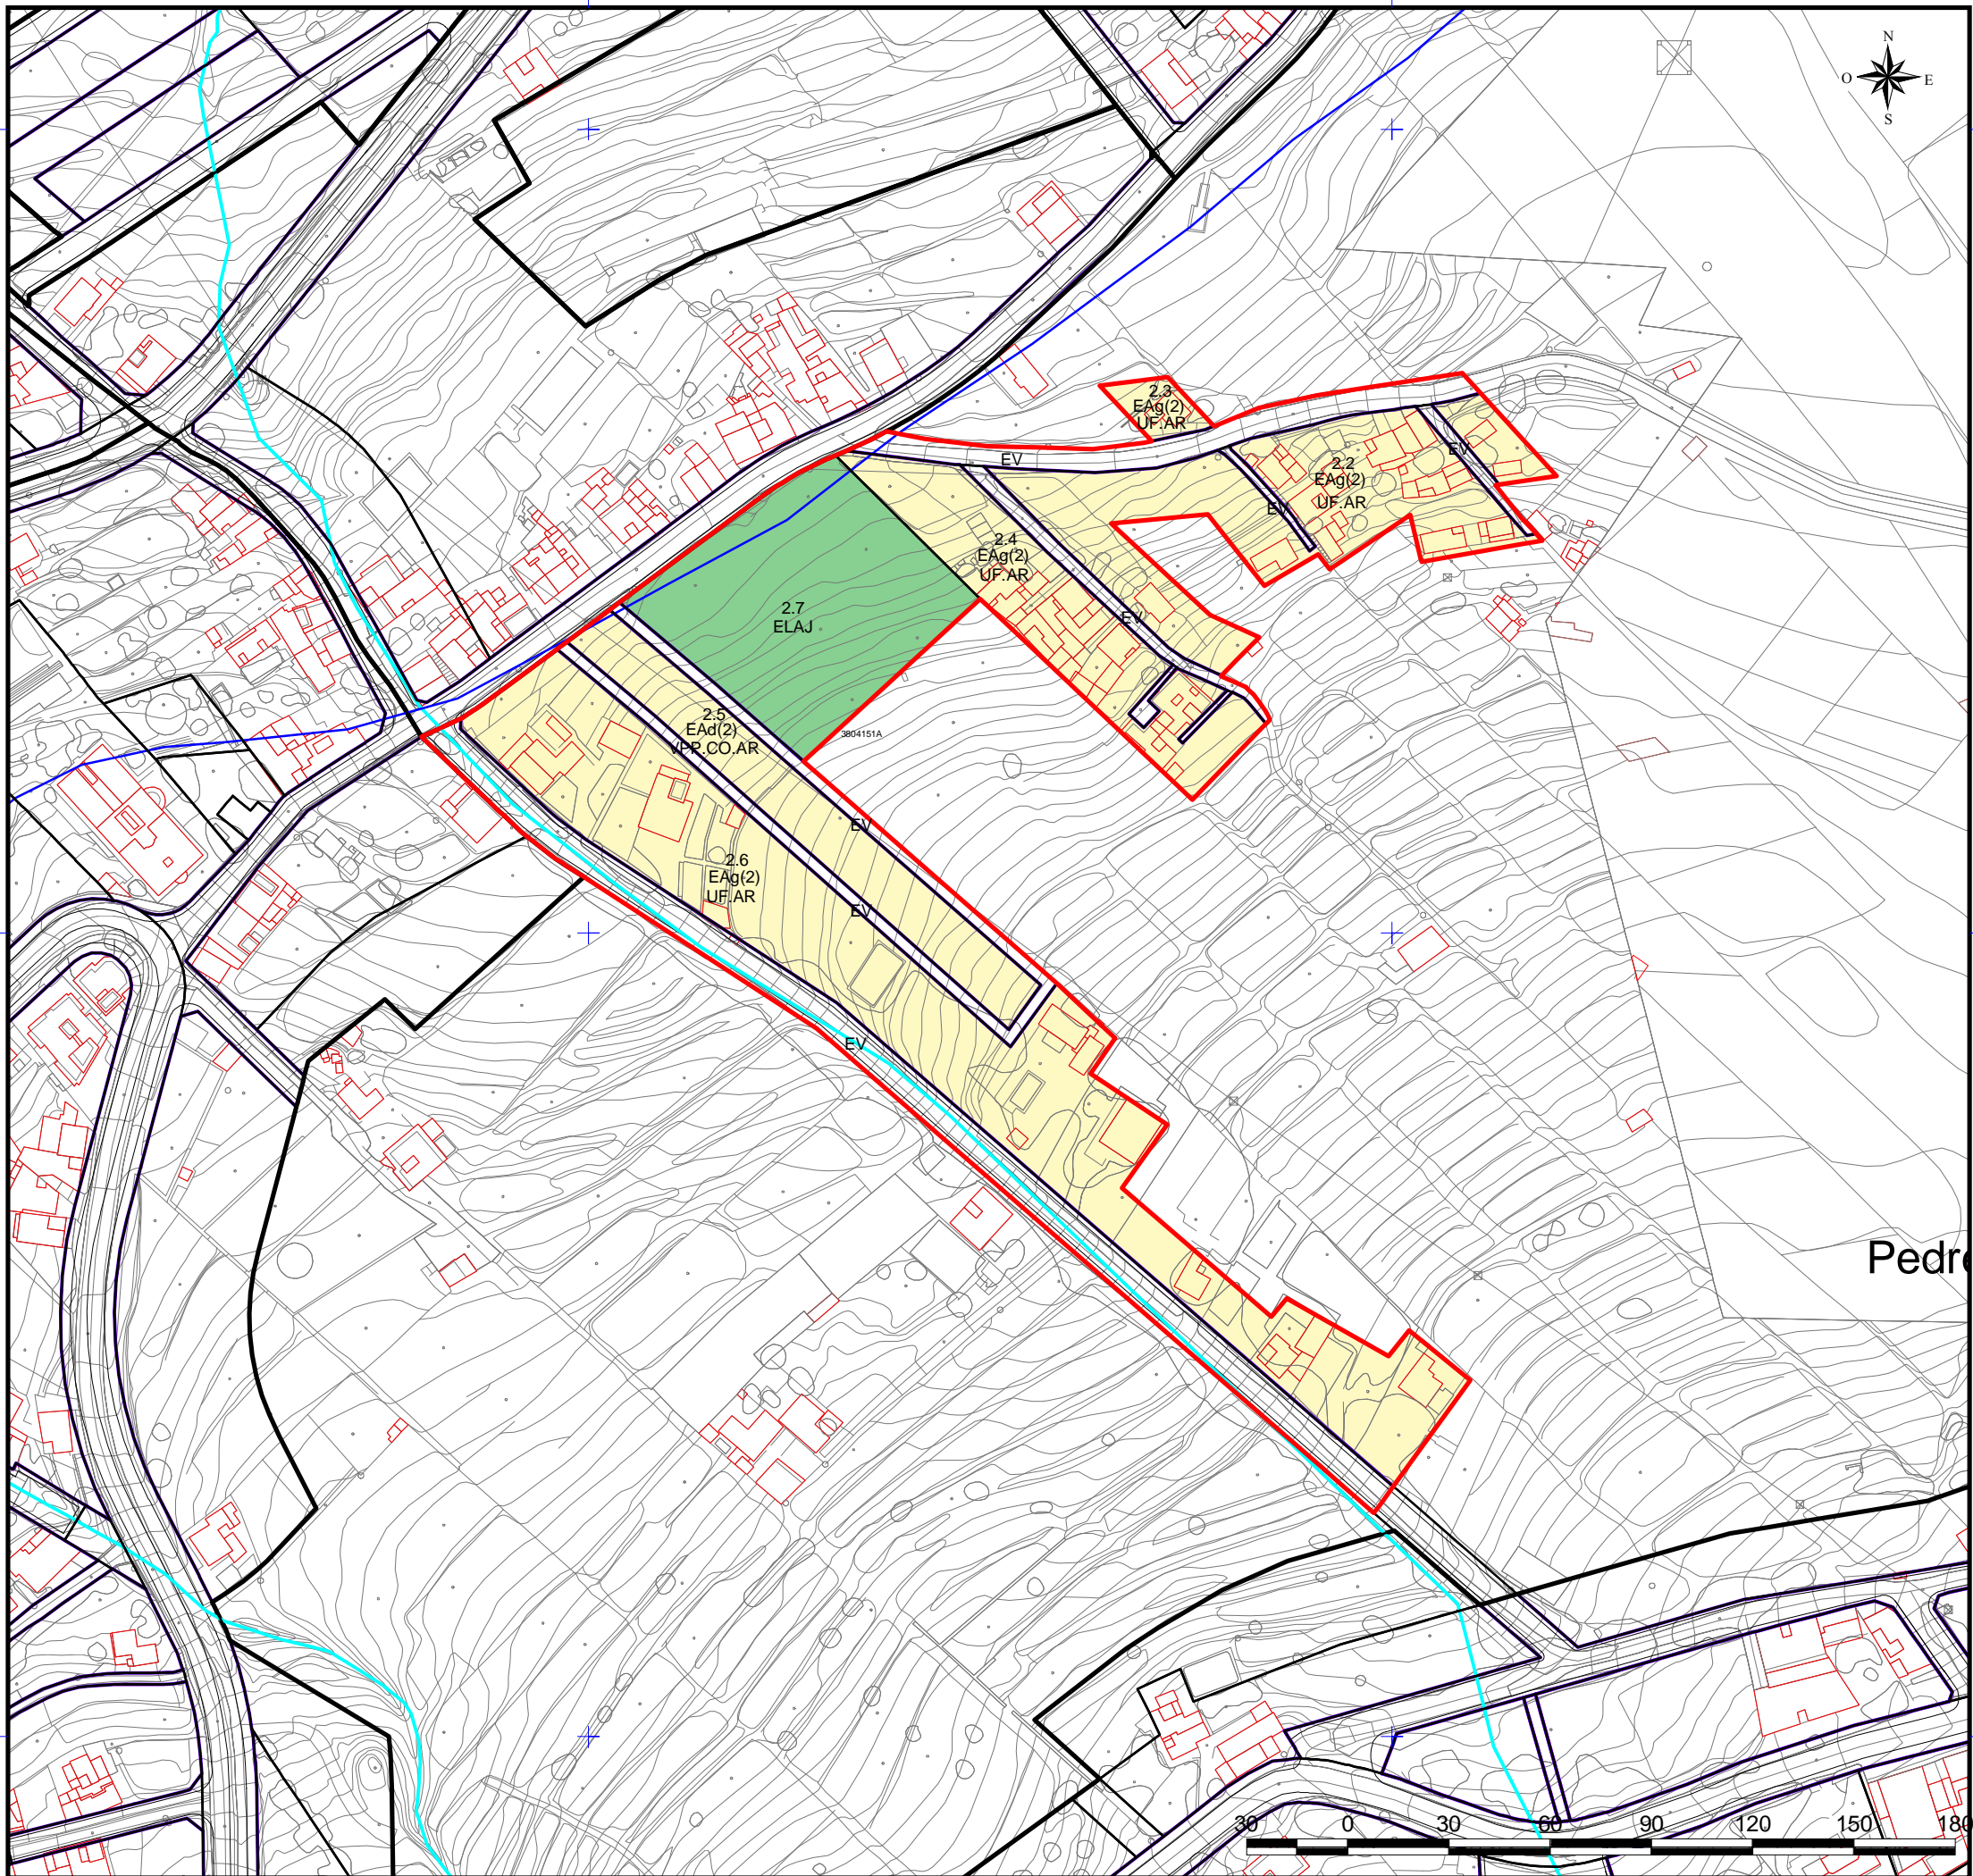 N
O E
S
2.3
EAg(2)
UF.AR
EV
EV
2.2
EAg(2)
UF.AR
EV
2.4
EAg(2)
UF.AR
2.7
ELAJ
EV
2.5
EAd(2)
VPP.CO.AR
3804151A
EV
2.6
EAg(2)
UF.AR
EV
EV
Pedre
30 0 30 60 90 120 150 180